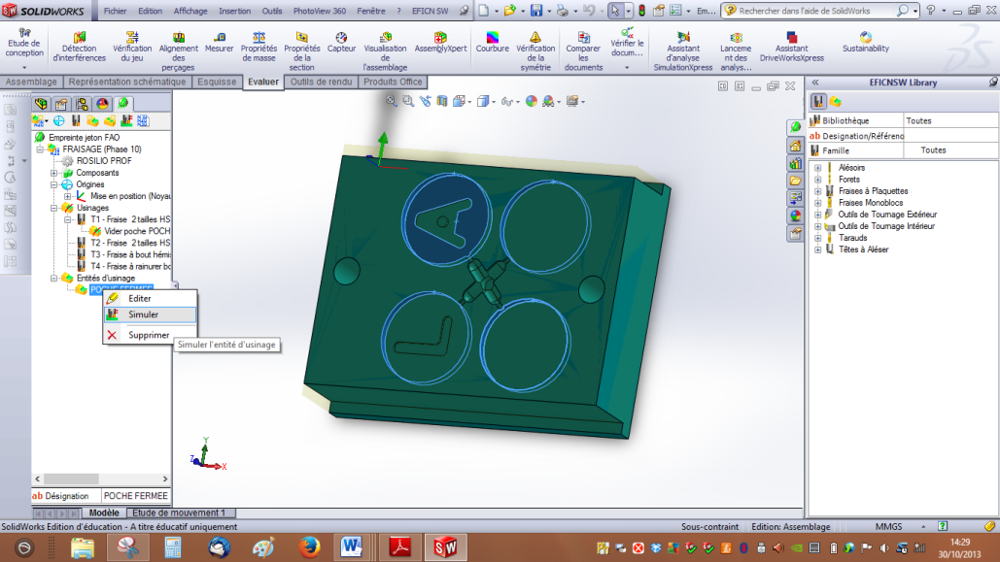 SOLIDWORKS Fichier Edition Affichage Insertion Outils PhotoView 360 Fenêtre ? EFICN SW Em... Rechercher dans l'aide de SolidWorks
Etude de conception
Détection d'interférences
Vérification du jeu
Alignement des perçages
Mesurer
Propriétés de masse
Propriétés de la section
Capteur
Visualisation de l'assemblage
AssemblyXpert
Courbure
Vérification de la symétrie
Comparer les documents
Vérifier le docum...
Assistant d'analyse SimulationXpress
Lanceme nt des analys...
Assistant DriveWorksXpress
Sustainability
Assemblage Représentation schématique Esquisse Evaluer Outils de rendu Produits Office
Empreinte jeton FAO
FRAISAGE (Phase 10)
ROSILIO PROF
Composants
Origines
Mise en position (Noyau
Usinages
T1 - Fraise 2 tailles HS
Vider poche POCH
T2 - Fraise 2 tailles HS
T3 - Fraise à bout hémis
T4 - Fraise à rainurer bo
Entités d'usinage
POCHE FERMEE
Editer
Simuler
Supprimer
Simuler l'entité d'usinage
A
L
Y
Z
X
ab Désignation POCHE FERMEE
Modèle Etude de mouvement 1
EFICNSW Library
Bibliothèque Toutes
ab Designation/Référenc
Famille Toutes
Alésoirs
Forets
Fraises à Plaquettes
Fraises Monoblocs
Outils de Tournage Extérieur
Outils de Tournage Intérieur
Tarauds
Têtes à Aléser
SolidWorks Edition d'éducation - A titre éducatif uniquement Sous-contraint Edition: Assemblage MMGS
14:29
30/10/2013